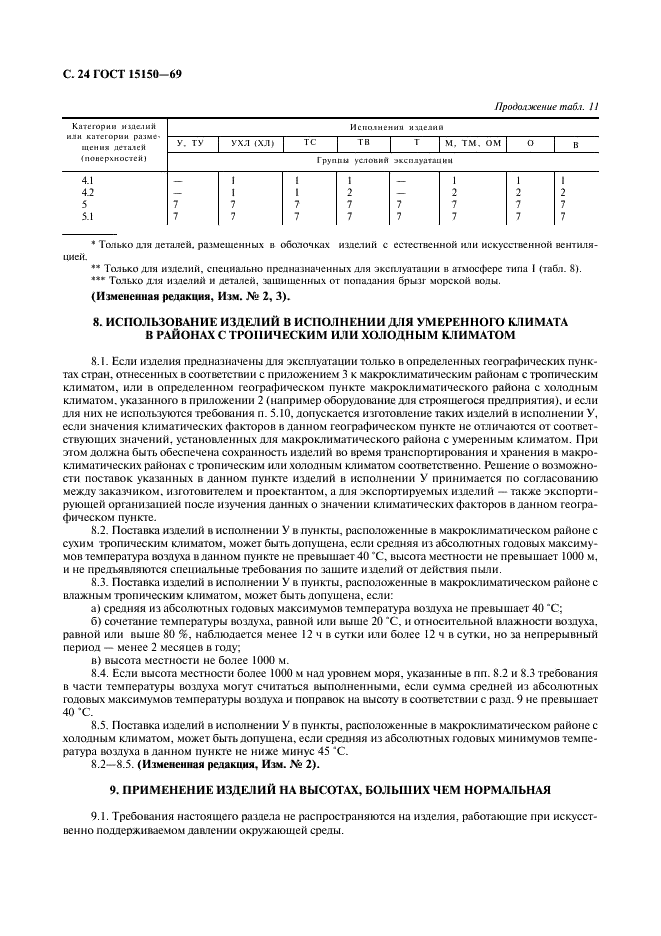 С. 24 ГОСТ 15150—69
Продолжение табл. 11
Категории изделий
или категории разме-
щения деталей
(поверхностей)
Исполнения изделий
У, ТУ УХЛ (ХЛ) ТС ТВ Т М, ТМ, ОМ О В
Группы условий эксплуатации
4.1 — 1 1 1 — 1 1 1
4.2 — 1 1 2 — 2 2 2
5 7 7 7 7 7 7 7 7
5.1 7 7 7 7 7 7 7 7
* Только для деталей, размещенных в оболочках изделий с естественной или искусственной вентиля-
цией.
** Только для изделий, специально предназначенных для эксплуатации в атмосфере типа I (табл. 8).
*** Только для изделий и деталей, защищенных от попадания брызг морской воды.
(Измененная редакция, Изм. № 2, 3).
8. ИСПОЛЬЗОВАНИЕ ИЗДЕЛИЙ В ИСПОЛНЕНИИ ДЛЯ УМЕРЕННОГО КЛИМАТА
В РАЙОНАХ С ТРОПИЧЕСКИМ ИЛИ ХОЛОДНЫМ КЛИМАТОМ
8.1. Если изделия предназначены для эксплуатации только в определенных географических пунк-
тах стран, отнесенных в соответствии с приложением 3 к макроклиматическим районам с тропическим
климатом, или в определенном географическом пункте макроклиматического района с холодным
климатом, указанного в приложении 2 (например оборудование для строящегося предприятия), и если
для них не используются требования п. 5.10, допускается изготовление таких изделий в исполнении У,
если значения климатических факторов в данном географическом пункте не отличаются от соответ-
ствующих значений, установленных для макроклиматического района с умеренным климатом. При
этом должна быть обеспечена сохранность изделий во время транспортирования и хранения в макро-
климатических районах с тропическим или холодным климатом соответственно. Решение о возможно-
сти поставок указанных в данном пункте изделий в исполнении У принимается по согласованию
между заказчиком, изготовителем и проектантом, а для экспортируемых изделий — также экспорти-
рующей организацией после изучения данных о значении климатических факторов в данном геогра-
фическом пункте.
8.2. Поставка изделий в исполнении У в пункты, расположенные в макроклиматическом районе с
сухим тропическим климатом, может быть допущена, если средняя из абсолютных годовых максиму-
мов температура воздуха в данном пункте не превышает 40 ˚С, высота местности не превышает 1000 м,
и не предъявляются специальные требования по защите изделий от действия пыли.
8.3. Поставка изделий в исполнении У в пункты, расположенные в макроклиматическом районе с
влажным тропическим климатом, может быть допущена, если:
а) средняя из абсолютных годовых максимумов температура воздуха не превышает 40 ˚С;
б) сочетание температуры воздуха, равной или выше 20 ˚С, и относительной влажности воздуха,
равной или выше 80 %, наблюдается менее 12 ч в сутки или более 12 ч в сутки, но за непрерывный
период — менее 2 месяцев в году;
в) высота местности не более 1000 м.
8.4. Если высота местности более 1000 м над уровнем моря, указанные в пп. 8.2 и 8.3 требования
в части температуры воздуха могут считаться выполненными, если сумма средней из абсолютных
годовых максимумов температуры воздуха и поправок на высоту в соответствии с разд. 9 не превышает
40 ˚С.
8.5. Поставка изделий в исполнении У в пункты, расположенные в макроклиматическом районе с
холодным климатом, может быть допущена, если средняя из абсолютных годовых минимумов темпе-
ратура воздуха в данном пункте не ниже минус 45 ˚С.
8.2—8.5. (Измененная редакция, Изм. № 2).
9. ПРИМЕНЕНИЕ ИЗДЕЛИЙ НА ВЫСОТАХ, БОЛЬШИХ ЧЕМ НОРМАЛЬНАЯ
9.1. Требования настоящего раздела не распространяются на изделия, работающие при искусст-
венно поддерживаемом давлении окружающей среды.